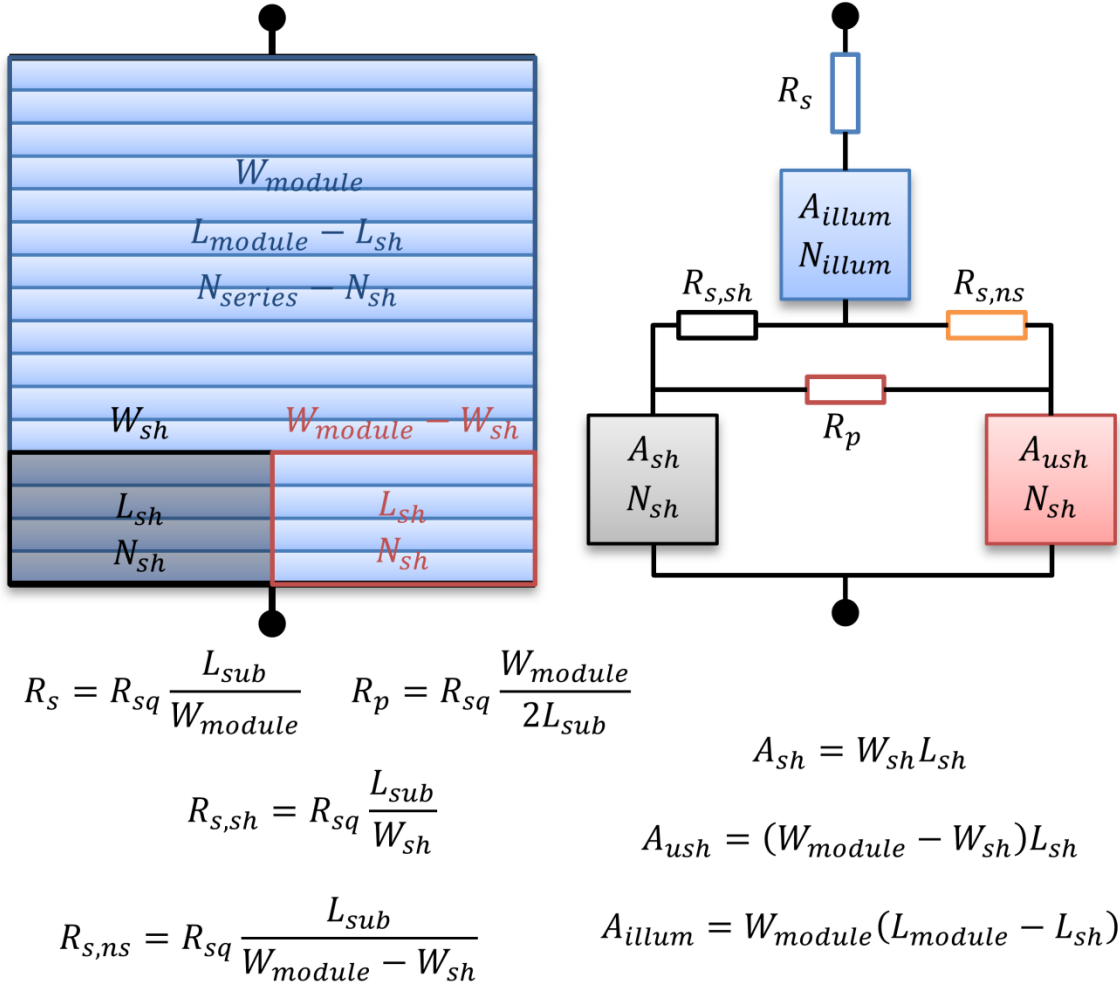 W_module
L_module − L_sh
N_series − N_sh
W_sh
W_module − W_sh
L_sh
N_sh
L_sh
N_sh
R_s
A_illum
N_illum
R_s,sh
R_s,ns
R_p
A_sh
N_sh
A_ush
N_sh
R_s = R_sq L_sub / W_module
R_p = R_sq W_module / 2L_sub
R_s,sh = R_sq L_sub / W_sh
R_s,ns = R_sq L_sub / (W_module − W_sh)
A_sh = W_sh L_sh
A_ush = (W_module − W_sh)L_sh
A_illum = W_module(L_module − L_sh)